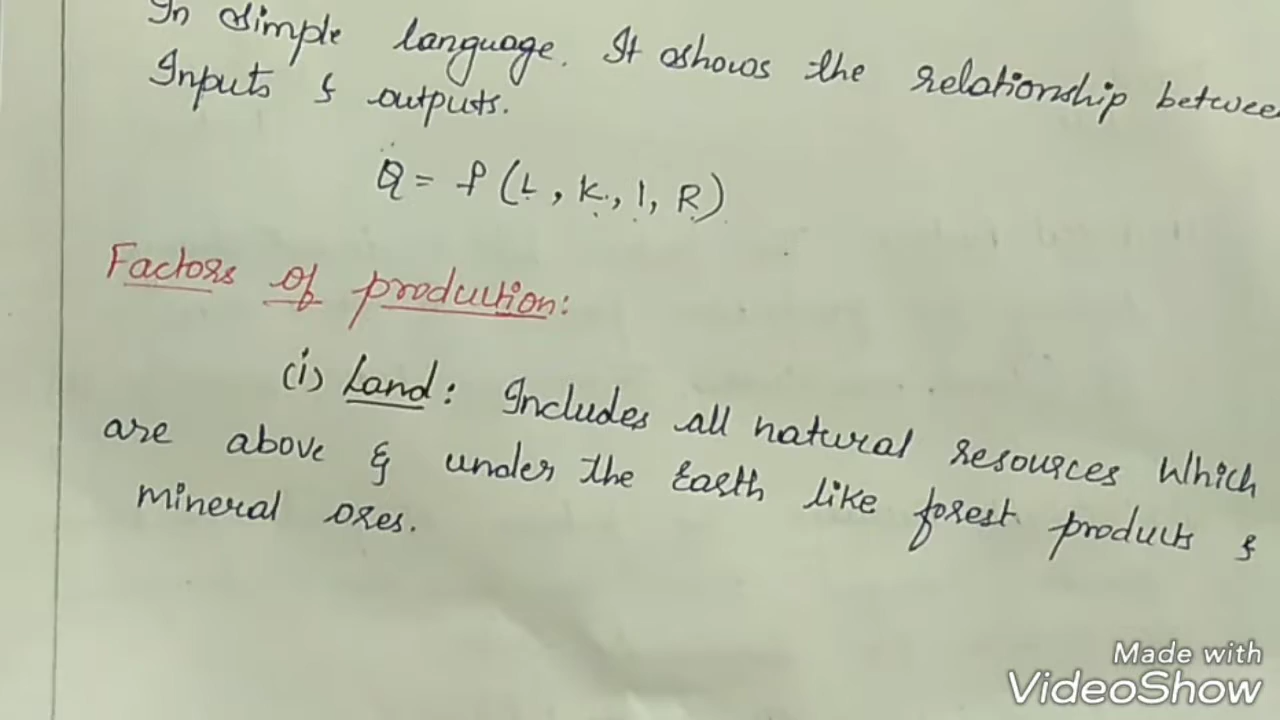 In simple language. It shows the relationship between
Inputs & outputs.
Q = f (L, K, I, R)
Factors of production:
(i) Land: Includes all natural resources which
are above & under the Earth like forest products &
mineral ores.
Made with
VideoShow